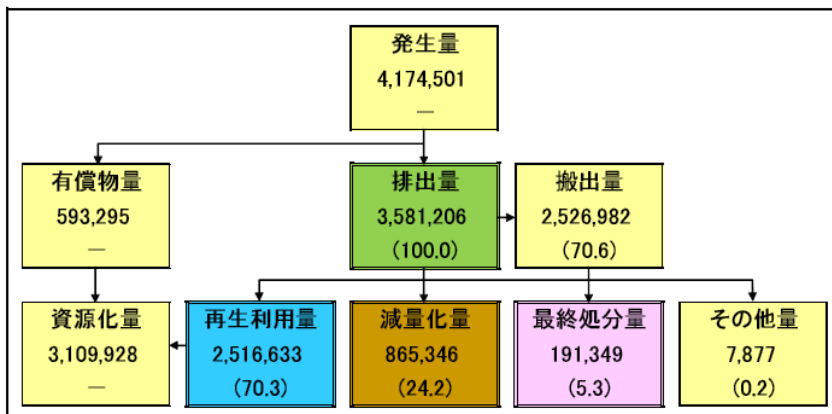 発生量
4,174,501
―
有償物量
593,295
―
排出量
3,581,206
(100.0)
搬出量
2,526,982
(70.6)
資源化量
3,109,928
―
再生利用量
2,516,633
(70.3)
減量化量
865,346
(24.2)
最終処分量
191,349
(5.3)
その他量
7,877
(0.2)